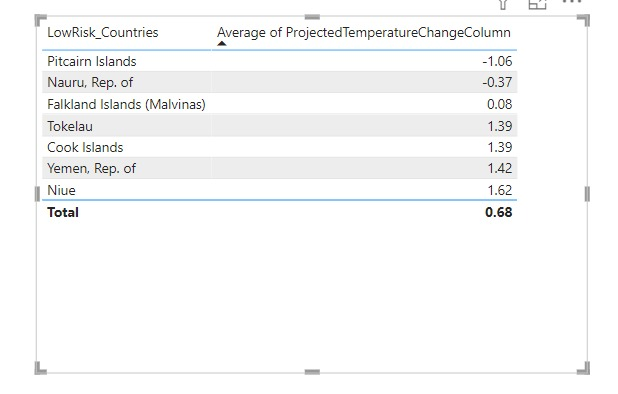 LowRisk_Countries Average of ProjectedTemperatureChangeColumn
Pitcairn Islands -1.06
Nauru, Rep. of -0.37
Falkland Islands (Malvinas) 0.08
Tokelau 1.39
Cook Islands 1.39
Yemen, Rep. of 1.42
Niue 1.62
Total 0.68